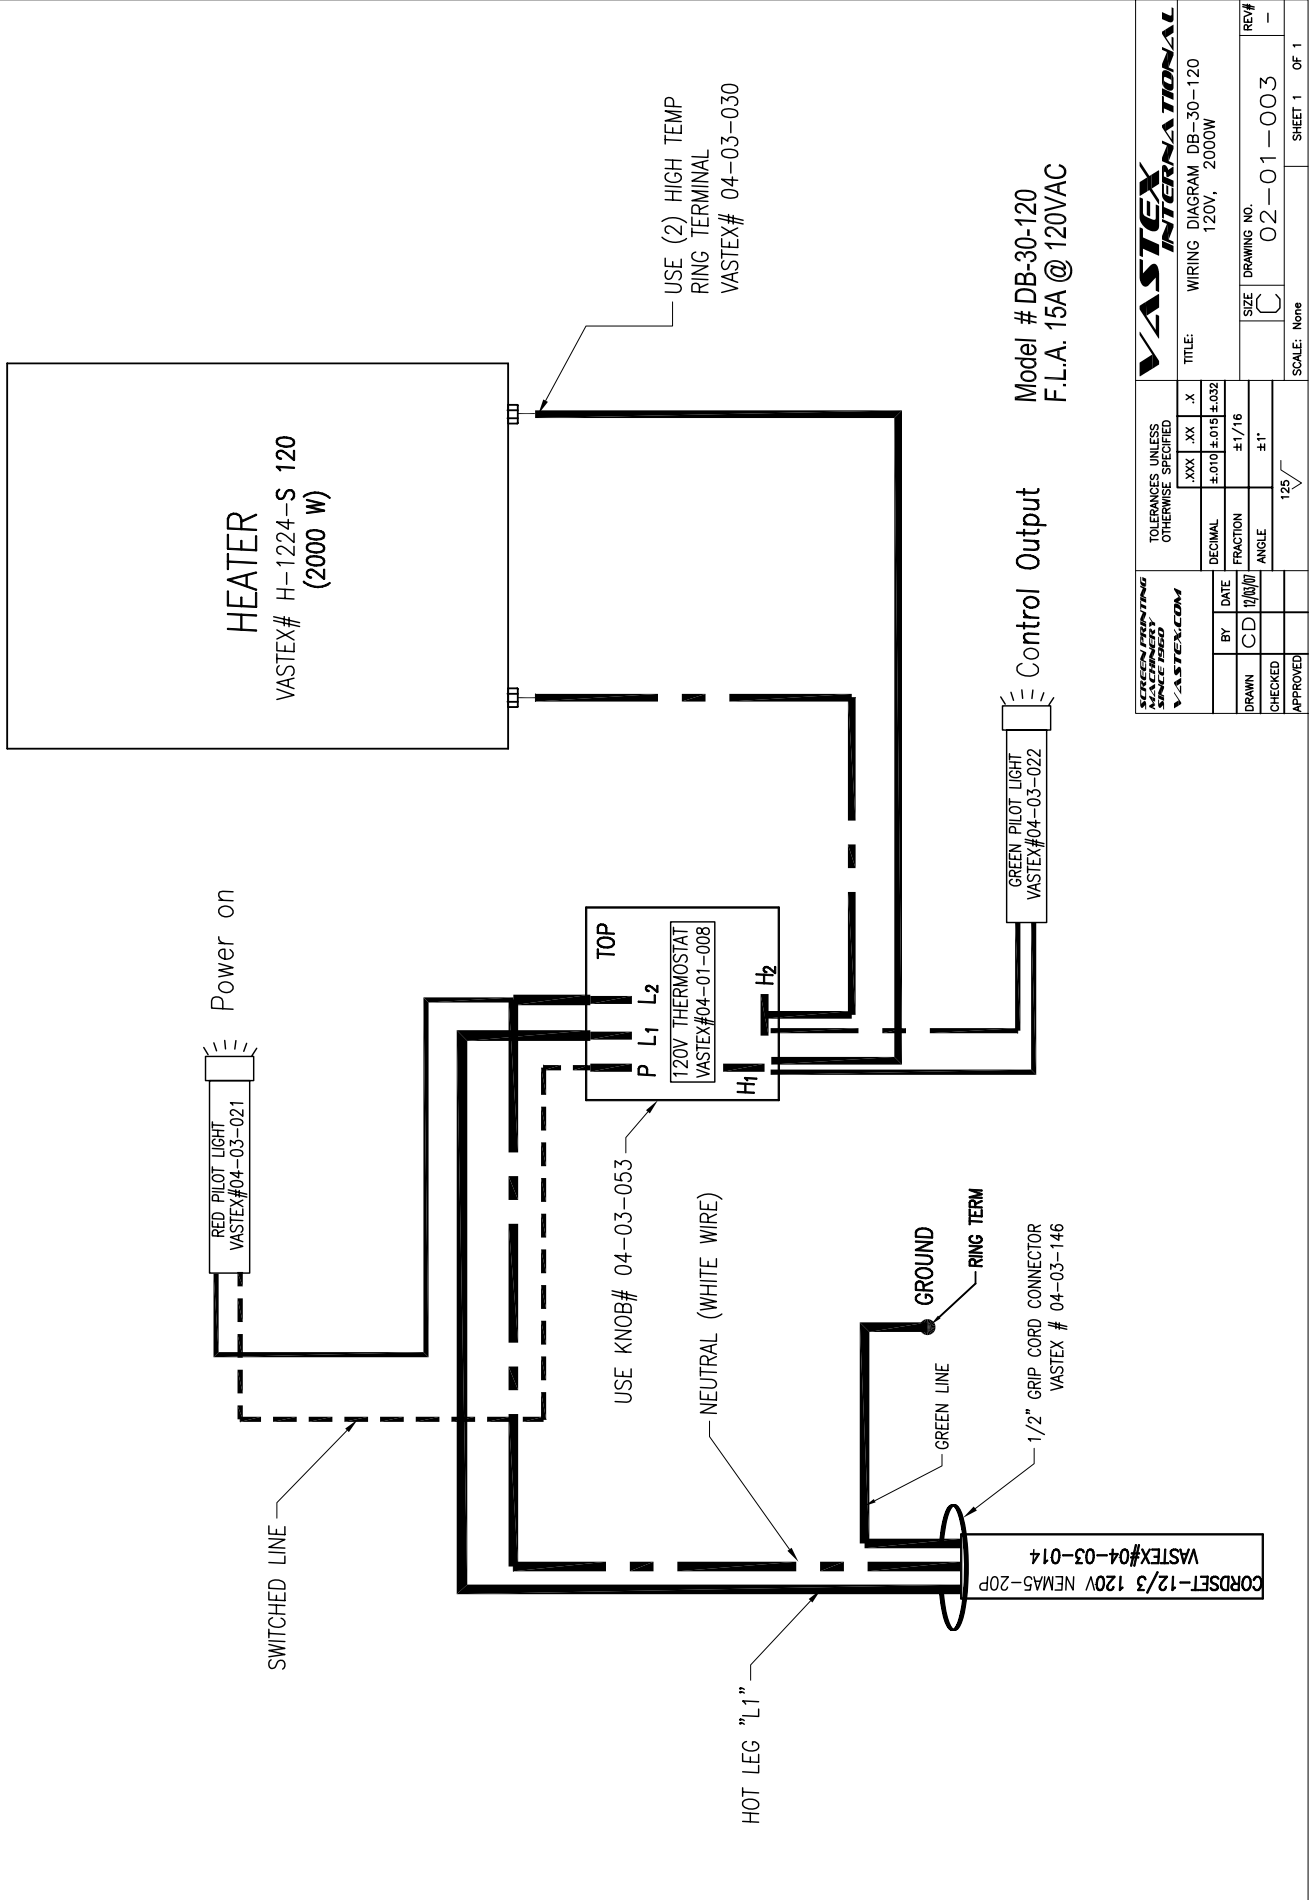 HEATER
VASTEX# H-1224-S 120
(2000 W)
USE (2) HIGH TEMP
RING TERMINAL
VASTEX# 04-03-030
Power on
RED PILOT LIGHT
VASTEX#04-03-021
SWITCHED LINE
TOP
P
L1
L2
120V THERMOSTAT
VASTEX#04-01-008
H1
H2
USE KNOB# 04-03-053
NEUTRAL (WHITE WIRE)
HOT LEG "L1"
GROUND
RING TERM
GREEN LINE
1/2" GRIP CORD CONNECTOR
VASTEX # 04-03-146
CORDSET-12/3 120V NEMA5-20P
VASTEX#04-03-014
GREEN PILOT LIGHT
VASTEX#04-03-022
Control Output
Model # DB-30-120
F.L.A. 15A @ 120VAC
SCREEN PRINTING
MACHINERY
SINCE 1960
VASTEX.COM
BY
DATE
DRAWN
CD
12/03/07
CHECKED
APPROVED
TOLERANCES UNLESS
OTHERWISE SPECIFIED
.XXX .XX .X
DECIMAL ±.010 ±.015 ±.032
FRACTION ±1/16
ANGLE ±1°
125
VASTEX
INTERNATIONAL
TITLE:
WIRING DIAGRAM DB-30-120
120V, 2000W
SIZE
C
DRAWING NO.
02-01-003
REV#
-
SCALE: None
SHEET 1 OF 1